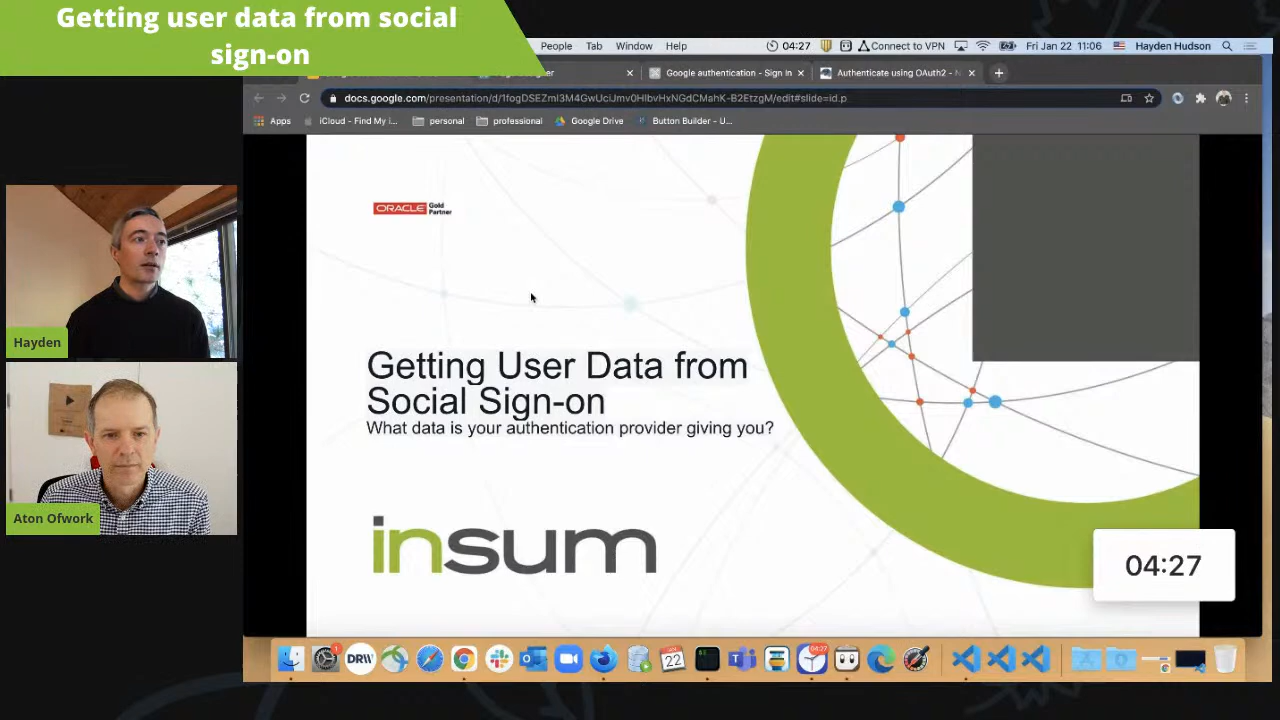 Getting user data from social
sign-on
People Tab Window Help 04:27 Connect to VPN Fri Jan 22 11:06 Hayden Hudson
Google authentication - Sign In Authenticate using OAuth2 - N
Apps iCloud - Find My i... personal professional Google Drive Button Builder - U...
ORACLE Gold
Partner
Getting User Data from
Social Sign-on
What data is your authentication provider giving you?
insum
Hayden
Aton Ofwork
04:27
DRW
22
04:27